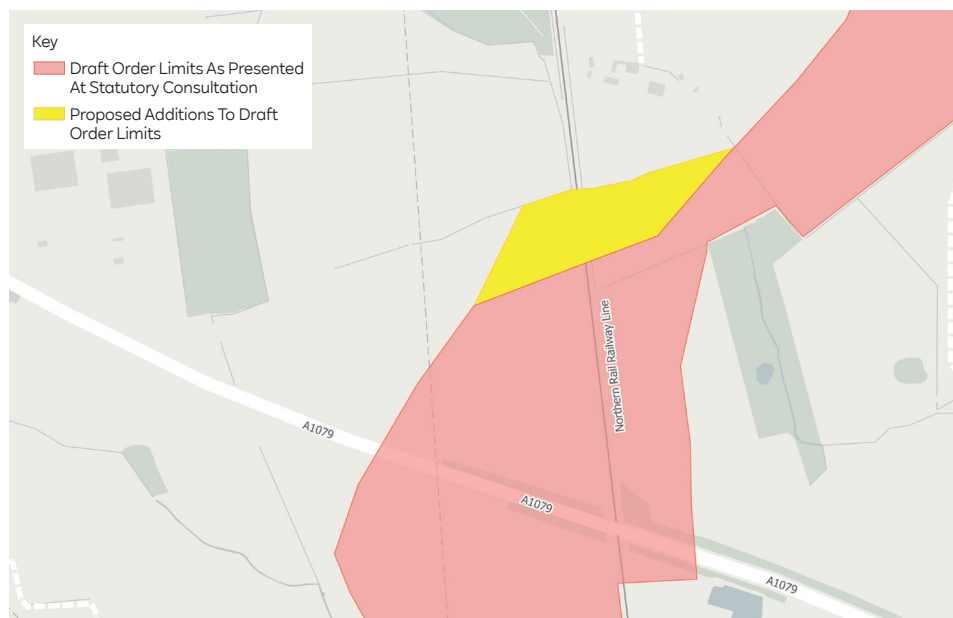 Key
Draft Order Limits As Presented
At Statutory Consultation
Proposed Additions To Draft
Order Limits
Northern Rail Railway Line
A1079
A1079
A1079